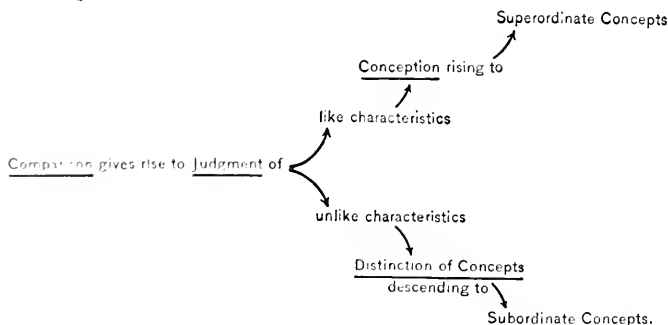 Superordinate Concepts
Conception rising to
like characteristics
Comparison gives rise to Judgment of
unlike characteristics
Distinction of Concepts
descending to
Subordinate Concepts.